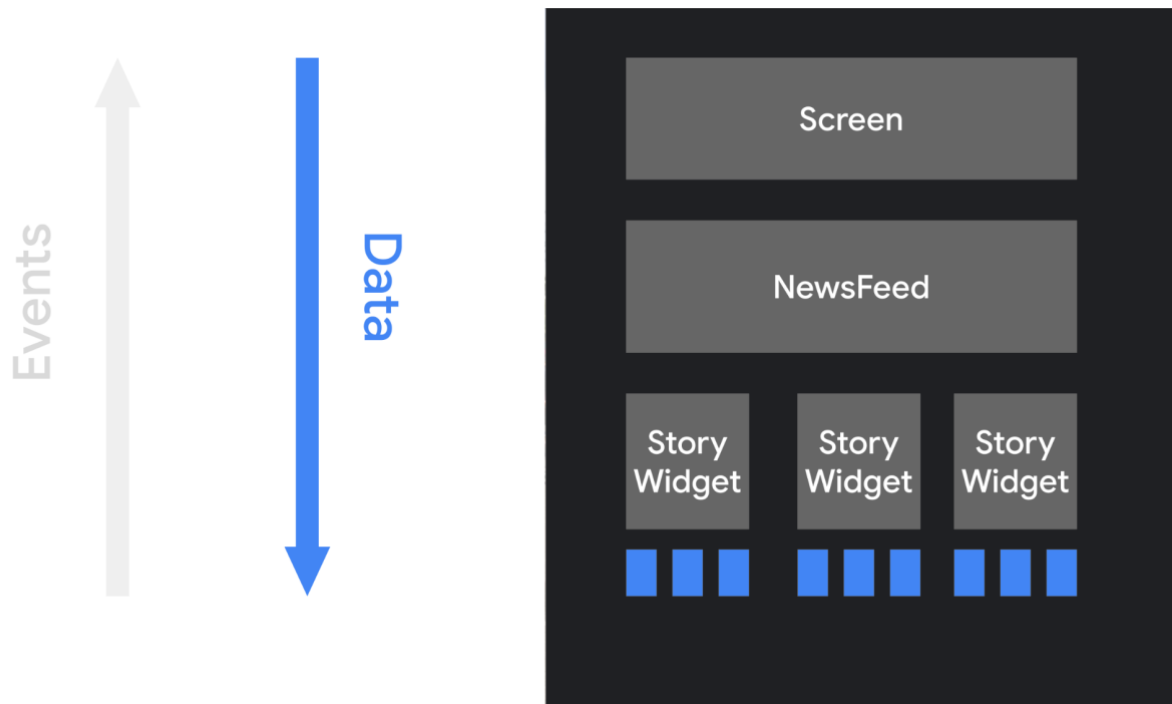 Events
Data
Screen
NewsFeed
Story
Widget
Story
Widget
Story
Widget